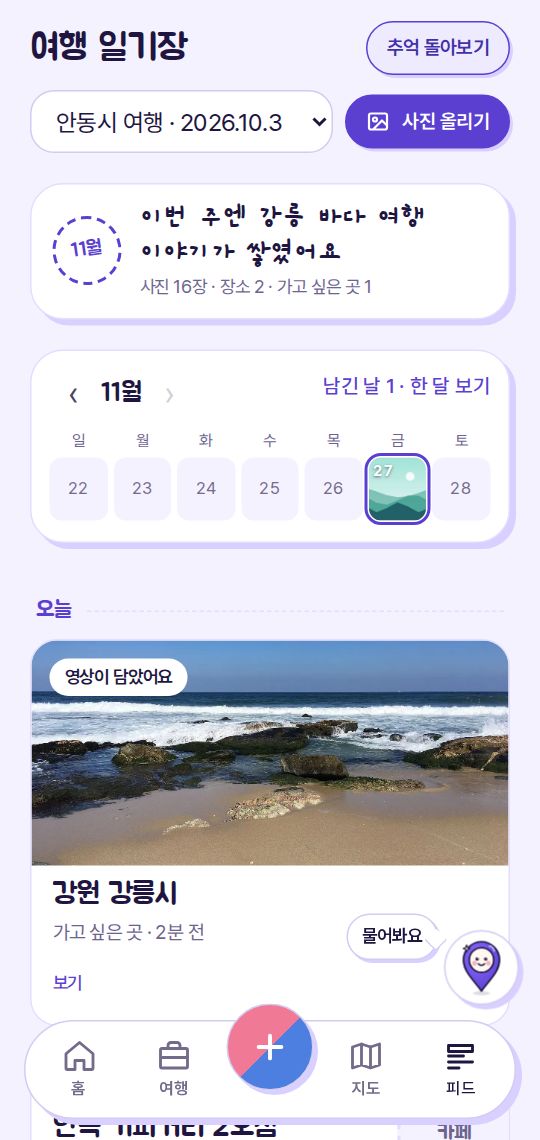 여행 일기장
추억 돌아보기
안동시 여행 · 2026.10.3
사진 올리기
11월
이번 주엔 강릉 바다 여행
이야기가 쌓였어요
사진 16장 · 장소 2 · 가고 싶은 곳 1
‹ 11월 ›
남긴 날 1 · 한 달 보기
일 월 화 수 목 금 토
22 23 24 25 26 27 28
오늘
영상이 담았어요
강원 강릉시
가고 싶은 곳 · 2분 전
물어봐요
보기
홈 여행 지도 피드
카페